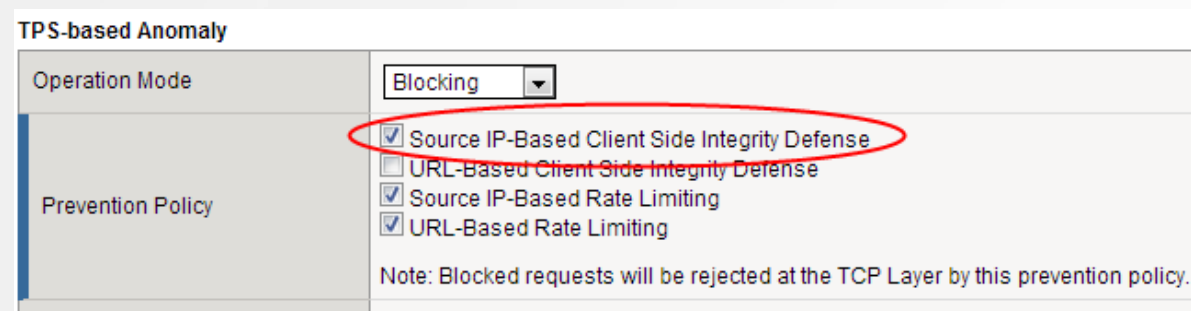 TPS-based Anomaly
Operation Mode
Blocking
Prevention Policy
Source IP-Based Client Side Integrity Defense
URL-Based Client Side Integrity Defense
Source IP-Based Rate Limiting
URL-Based Rate Limiting
Note: Blocked requests will be rejected at the TCP Layer by this prevention policy.